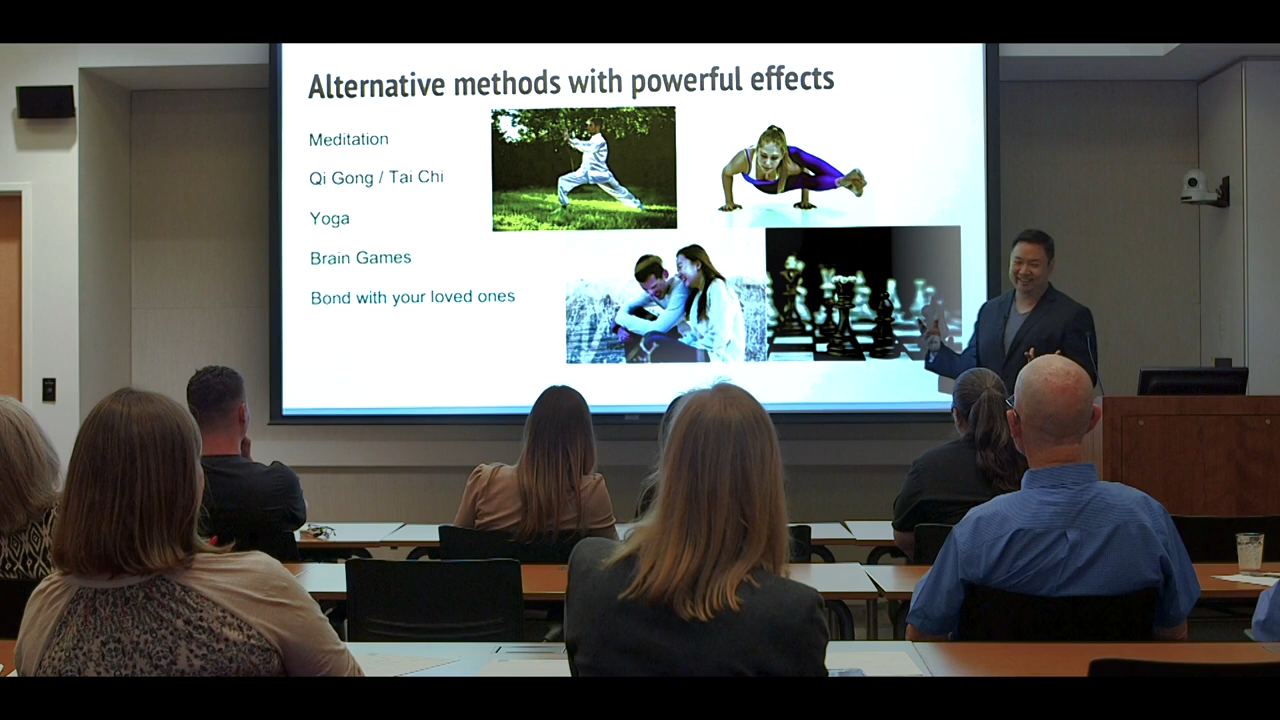 Alternative methods with powerful effects
Meditation
Qi Gong / Tai Chi
Yoga
Brain Games
Bond with your loved ones